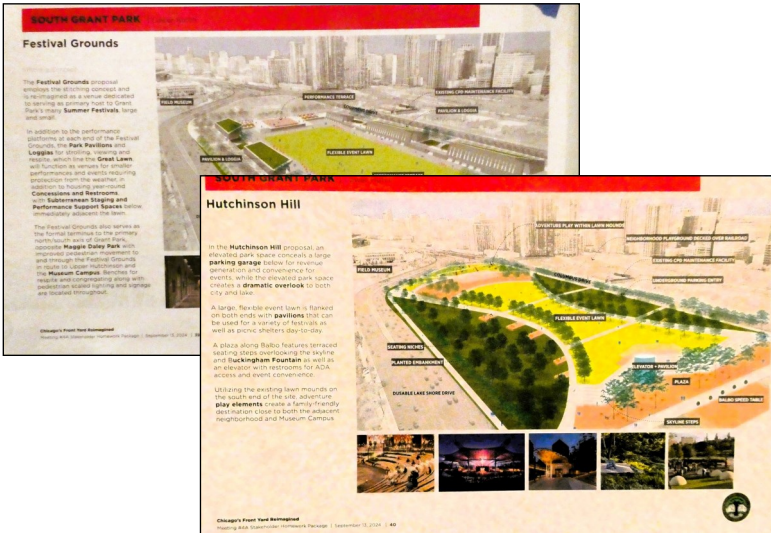 SOUTH GRANT PARK
Festival Grounds
The Festival Grounds proposal
employs the stitching concept and
is re-imagined as a venue dedicated
to serving as primary host to Grant
Park's many Summer Festivals, large
and small.
In addition to the performance
platforms at each end of the Festival
Grounds, the Park Pavilions and
Loggias for strolling, viewing and
respite, which line the Great Lawn,
will function as venues for smaller
performances and events requiring
protection from the weather, in
addition to housing year-round
Concessions and Restrooms,
with Subterranean Staging and
Performance Support Spaces below
immediately adjacent the lawn.
The Festival Grounds also serves as
the formal terminus to the primary
north/south axis of Grant Park,
opposite Maggie Daley Park with
improved pedestrian movement to
and through the Festival Grounds
in route to Upper Hutchinson and
the Museum Campus. Benches for
respite and congregating along with
pedestrian scaled lighting and signage
are located throughout.
FIELD MUSEUM
PERFORMANCE TERRACE
EXISTING CPD MAINTENANCE FACILITY
PAVILION & LOGGIA
PAVILION & LOGGIA
FLEXIBLE EVENT LAWN
Chicago's Front Yard Reimagined
Meeting #4A Stakeholder Homework Package | September 13, 2024
SOUTH GRANT PARK
Hutchinson Hill
In the Hutchinson Hill proposal, an
elevated park space conceals a large
parking garage below for revenue
generation and convenience for
events, while the elevated park space
creates a dramatic overlook to both
city and lake.
A large, flexible event lawn is flanked
on both ends with pavilions that can
be used for a variety of festivals as
well as picnic shelters day-to-day
A plaza along Balbo features terraced
seating steps overlooking the skyline
and Buckingham Fountain as well as
an elevator with restrooms for ADA
access and event convenience.
Utilizing the existing lawn mounds on
the south end of the site, adventure
play elements create a family-friendly
destination close to both the adjacent
neighborhood and Museum Campus
ADVENTURE PLAY WITHIN LAWN MOUNDS
NEIGHBORHOOD PLAYGROUND DECKED OVER RAILROAD
EXISTING CPD MAINTENANCE FACILITY
FIELD MUSEUM
UNDERGROUND PARKING ENTRY
COLUMBUS DRIVE
FLEXIBLE EVENT LAWN
SEATING NICHES
PLANTED EMBANKMENT
ELEVATOR + PAVILION
PLAZA
DUSABLE LAKE SHORE DRIVE
BALBO SPEED TABLE
SKYLINE STEPS
Chicago's Front Yard Reimagined
Meeting #4A Stakeholder Homework Package | September 13, 2024 | 40